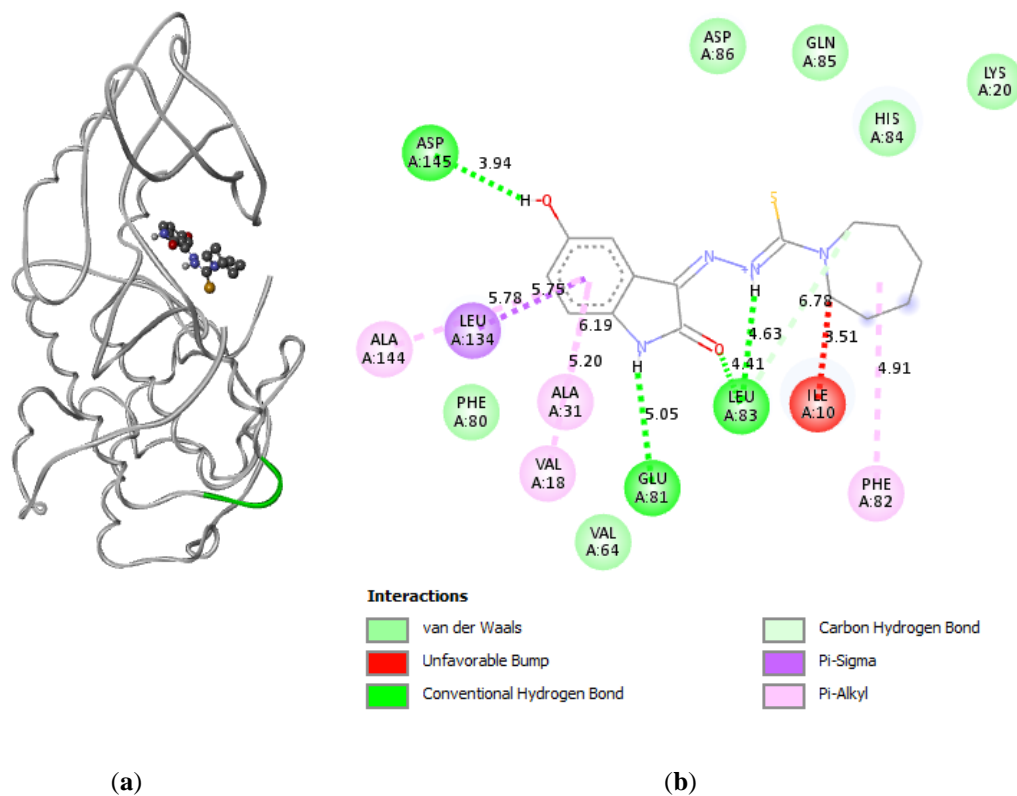 ASP
A:86
GLN
A:85
LYS
A:20
HIS
A:84
ASP
A:145
3.94
H
O
S
N
N
N
H
N
H
O
5.78
5.75
6.19
6.78
3.51
4.63
4.41
4.91
5.20
5.05
ALA
A:144
LEU
A:134
PHE
A:80
ALA
A:31
VAL
A:18
GLU
A:81
LEU
A:83
ILE
A:10
PHE
A:82
VAL
A:64
Interactions
van der Waals
Unfavorable Bump
Conventional Hydrogen Bond
Carbon Hydrogen Bond
Pi-Sigma
Pi-Alkyl
(a)
(b)